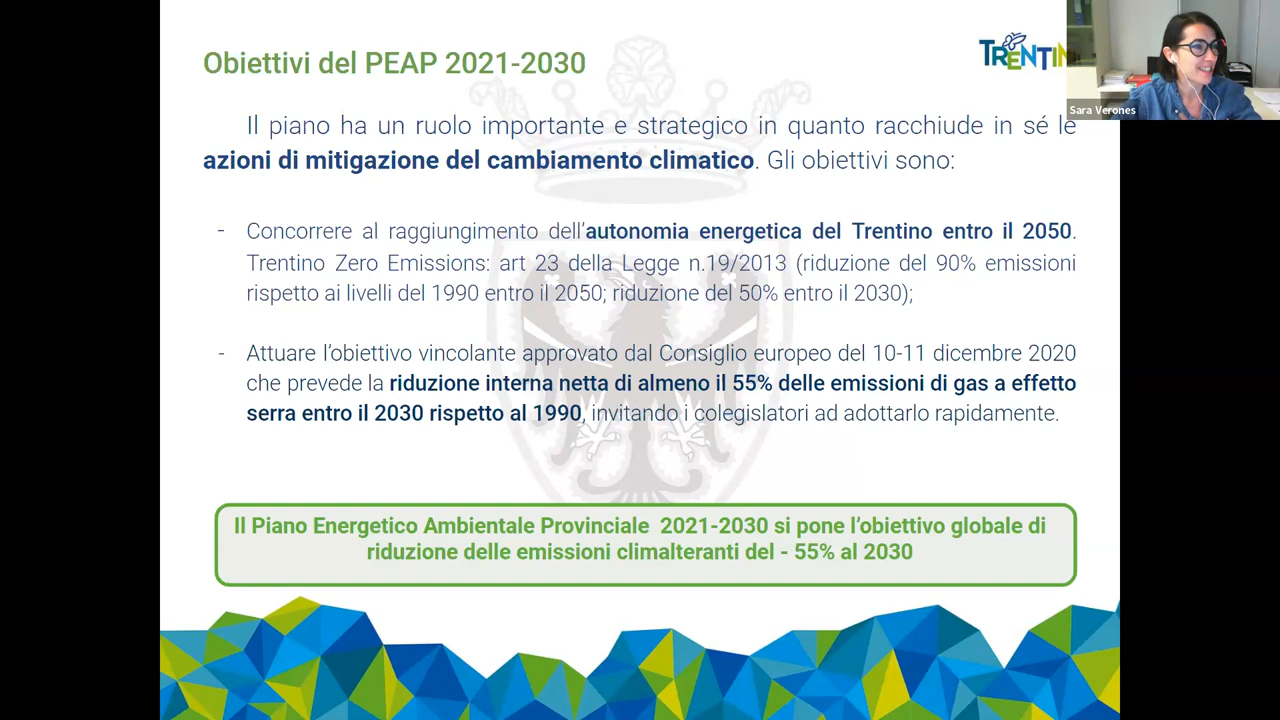 Obiettivi del PEAP 2021-2030
TRENTIN
Sara Verones
Il piano ha un ruolo importante e strategico in quanto racchiude in sé le
azioni di mitigazione del cambiamento climatico. Gli obiettivi sono:
- Concorrere al raggiungimento dell'autonomia energetica del Trentino entro il 2050.
Trentino Zero Emissions: art 23 della Legge n.19/2013 (riduzione del 90% emissioni
rispetto ai livelli del 1990 entro il 2050; riduzione del 50% entro il 2030);
- Attuare l'obiettivo vincolante approvato dal Consiglio europeo del 10-11 dicembre 2020
che prevede la riduzione interna netta di almeno il 55% delle emissioni di gas a effetto
serra entro il 2030 rispetto al 1990, invitando i colegislatori ad adottarlo rapidamente.
Il Piano Energetico Ambientale Provinciale 2021-2030 si pone l'obiettivo globale di
riduzione delle emissioni climalteranti del - 55% al 2030